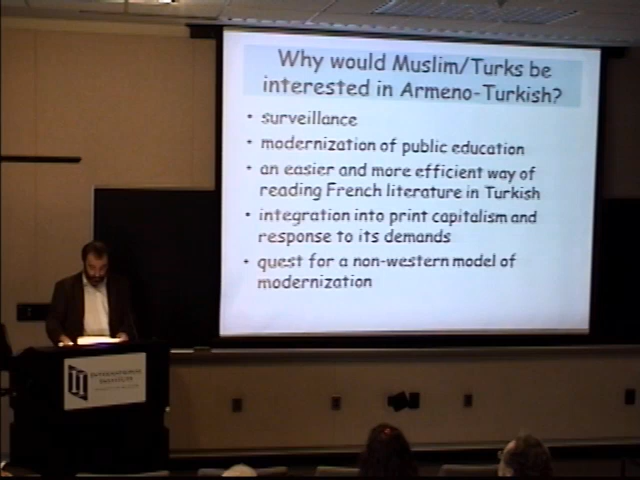 Why would Muslim/Turks be
interested in Armeno-Turkish?
• surveillance
• modernization of public education
• an easier and more efficient way of
reading French literature in Turkish
• integration into print capitalism and
response to its demands
• quest for a non-western model of
modernization
INTERNATIONAL
INSTITUTE